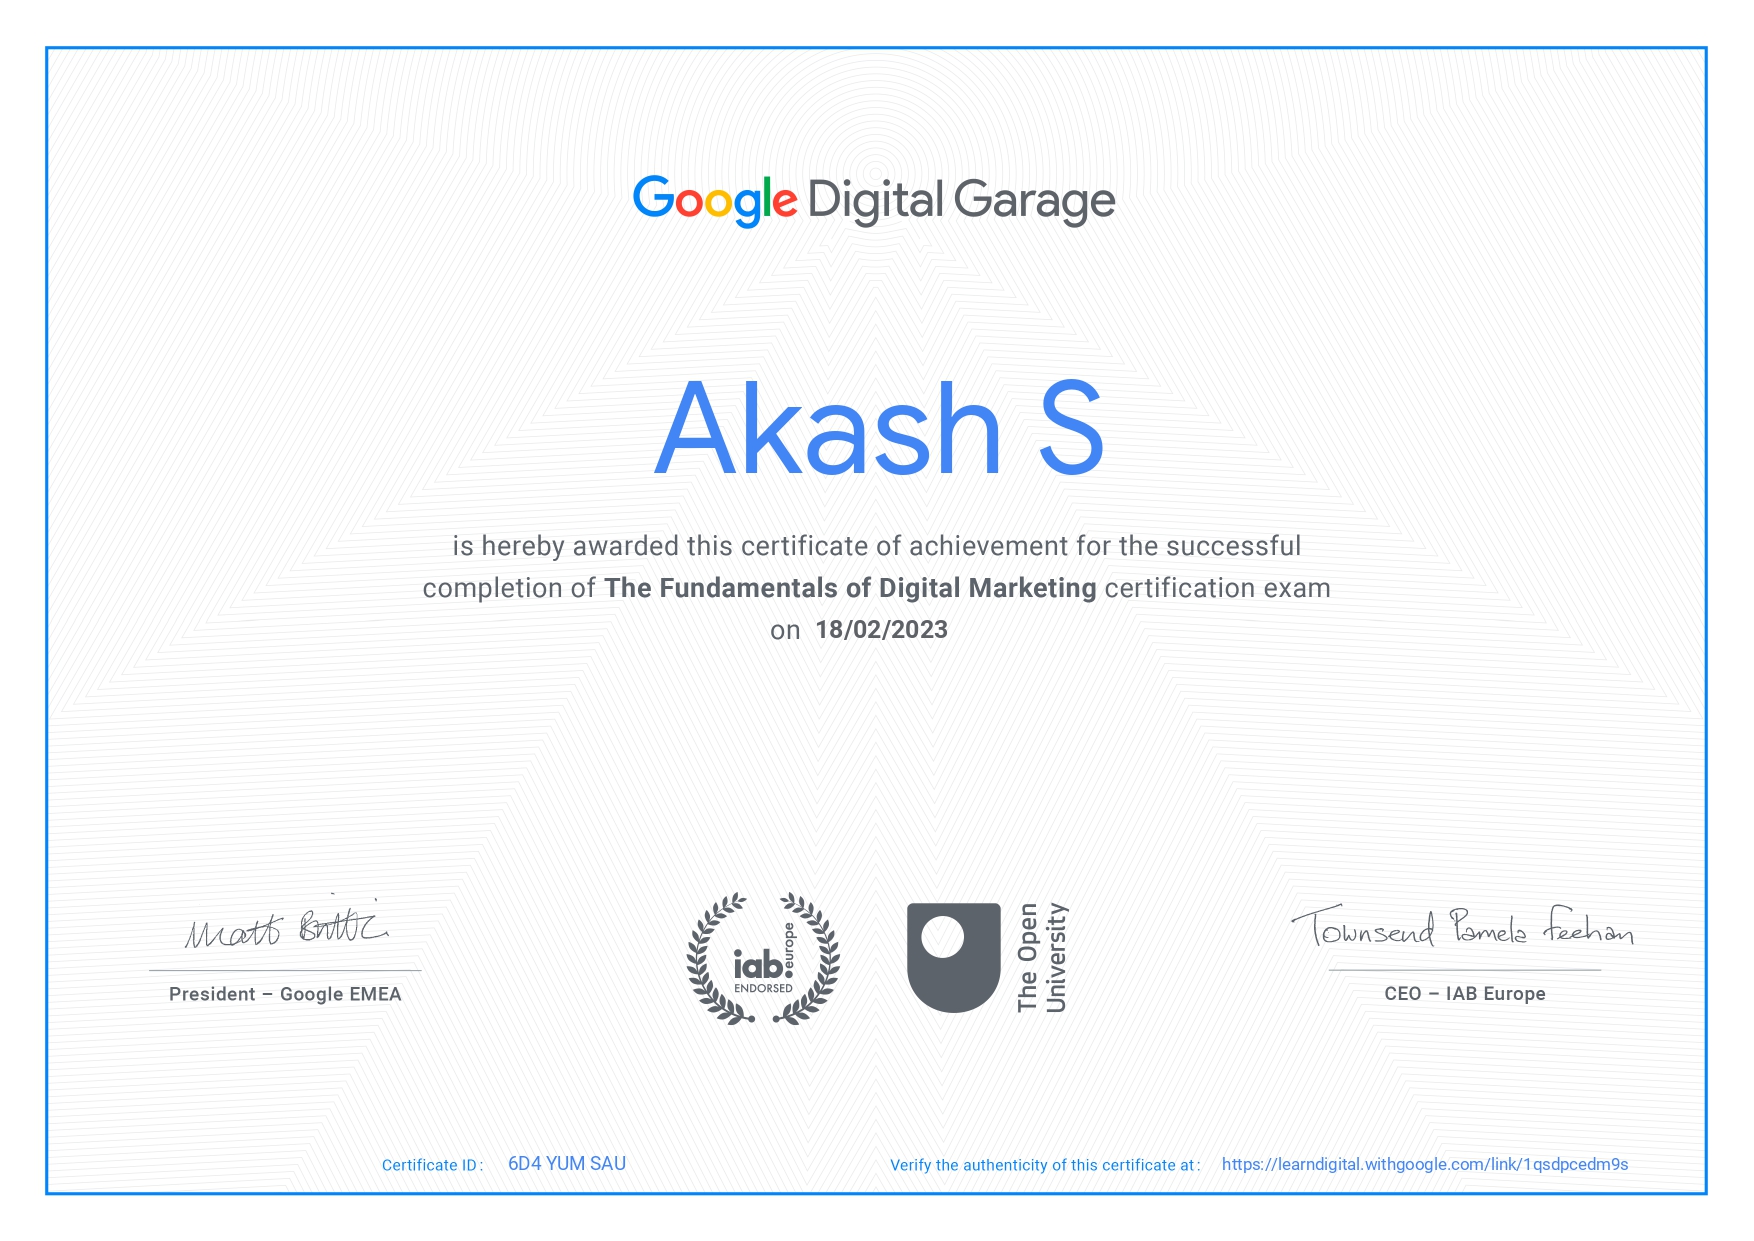 Google Digital Garage
Akash S
is hereby awarded this certificate of achievement for the successful
completion of The Fundamentals of Digital Marketing certification exam
on 18/02/2023
Matt Brittin
President – Google EMEA
iab europe
ENDORSED
The Open
University
Townsend Pamela Feehan
CEO – IAB Europe
Certificate ID : 6D4 YUM SAU
Verify the authenticity of this certificate at : https://learndigital.withgoogle.com/link/1qsdpcedm9s